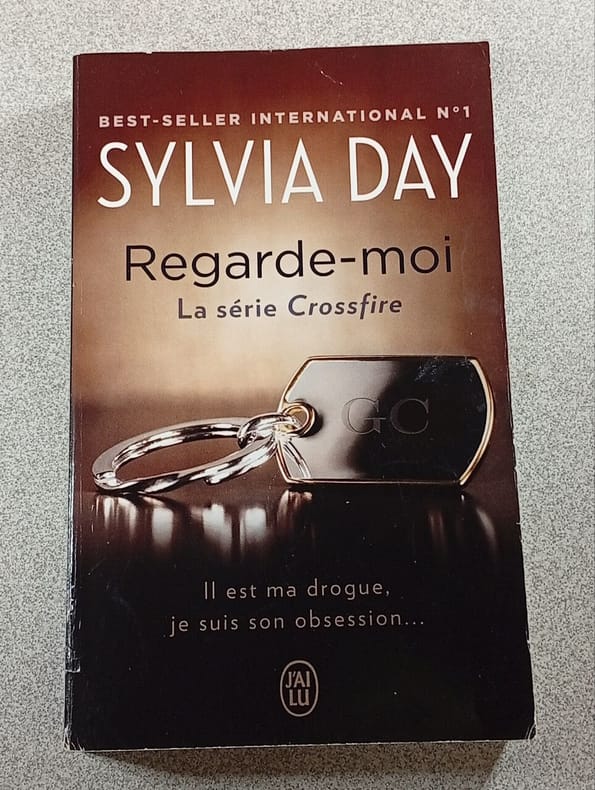 BEST-SELLER INTERNATIONAL N°1
SYLVIA DAY
Regarde-moi
La série Crossfire
GC
Il est ma drogue,
je suis son obsession...
J'AI
LU